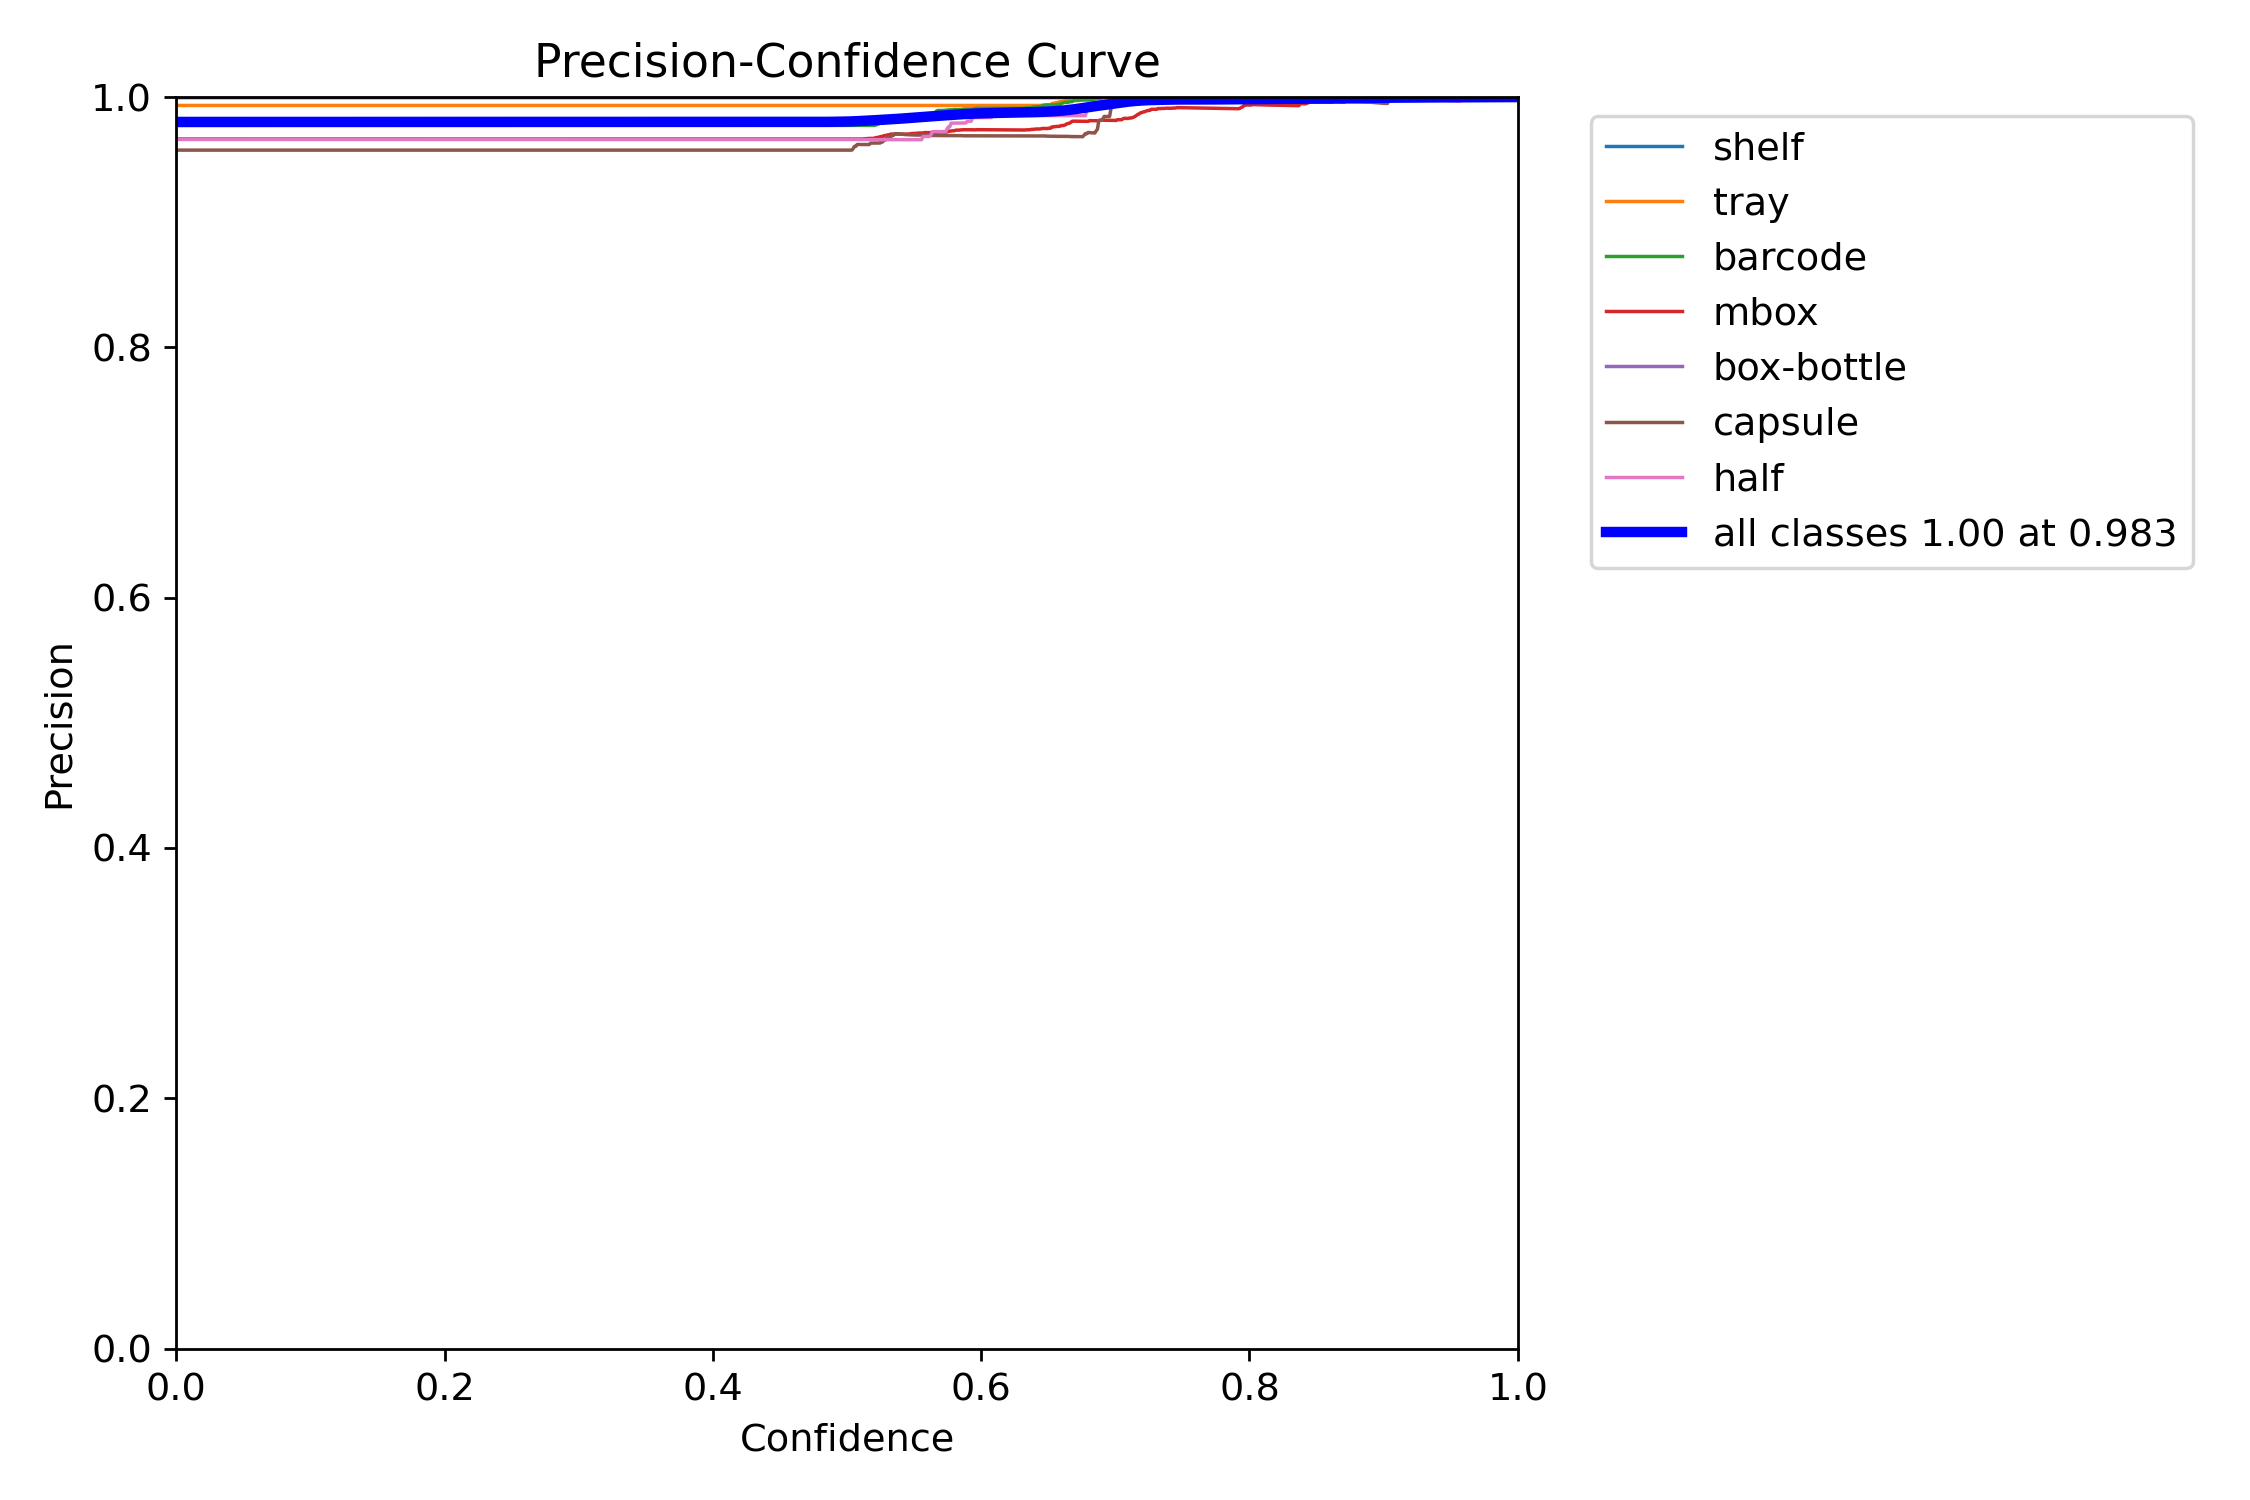 Precision-Confidence Curve
1.0
0.8
0.6
0.4
0.2
0.0
Precision
0.0 0.2 0.4 0.6 0.8 1.0
Confidence
shelf
tray
barcode
mbox
box-bottle
capsule
half
all classes 1.00 at 0.983